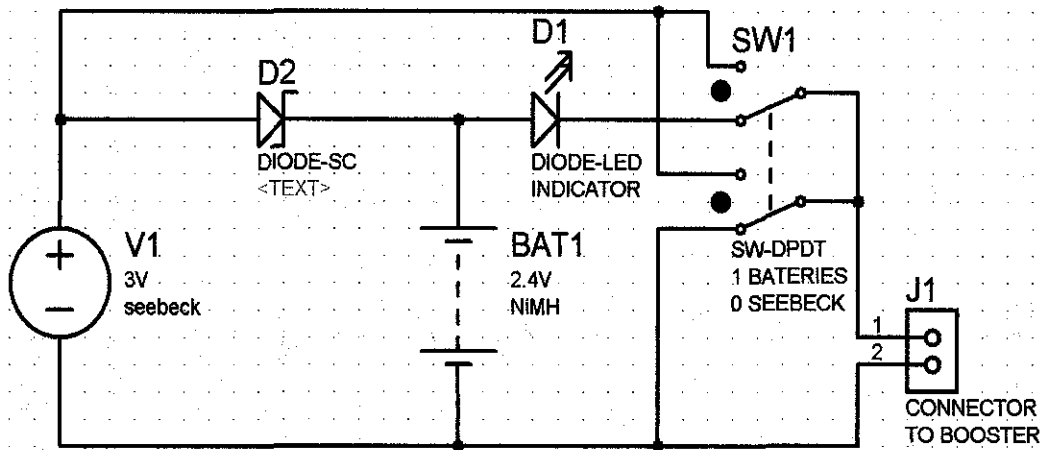 D1
SW1
D2
DIODE-SC
<TEXT>
DIODE-LED
INDICATOR
V1
3V
seebeck
BAT1
2.4V
NiMH
SW-DPDT
1 BATERIES
0 SEEBECK
J1
1
2
CONNECTOR
TO BOOSTER